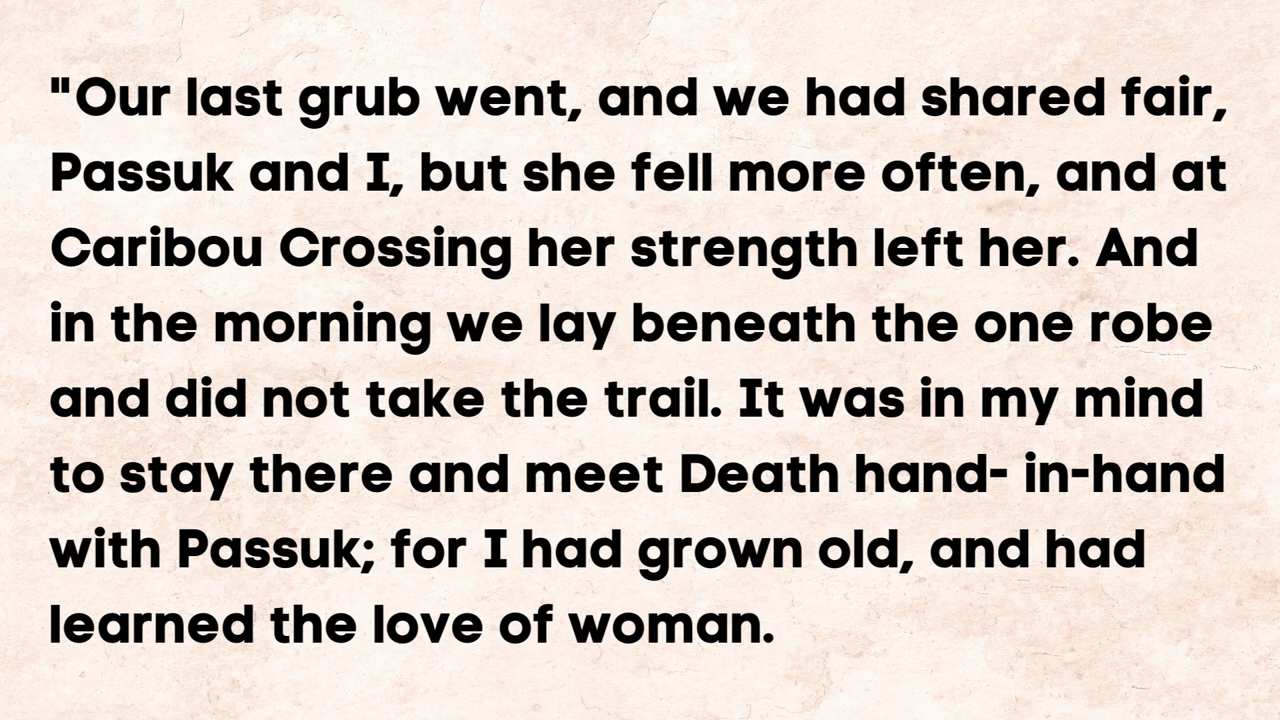 "Our last grub went, and we had shared fair,
Passuk and I, but she fell more often, and at
Caribou Crossing her strength left her. And
in the morning we lay beneath the one robe
and did not take the trail. It was in my mind
to stay there and meet Death hand- in-hand
with Passuk; for I had grown old, and had
learned the love of woman.